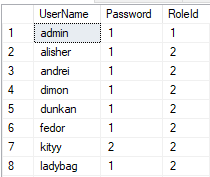 UserName Password RoleId
1 admin 1 1
2 alisher 1 2
3 andrei 1 2
4 dimon 1 2
5 dunkan 1 2
6 fedor 1 2
7 kityy 2 2
8 ladybag 1 2